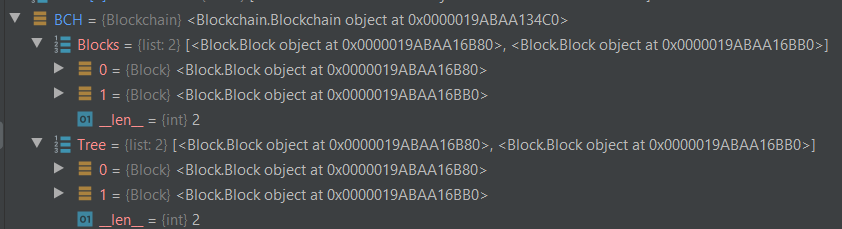 BCH = {Blockchain} <Blockchain.Blockchain object at 0x0000019ABAA134C0>
Blocks = {list: 2} [<Block.Block object at 0x0000019ABAA16B80>, <Block.Block object at 0x0000019ABAA16BB0>]
0 = {Block} <Block.Block object at 0x0000019ABAA16B80>
1 = {Block} <Block.Block object at 0x0000019ABAA16BB0>
01 __len__ = {int} 2
Tree = {list: 2} [<Block.Block object at 0x0000019ABAA16B80>, <Block.Block object at 0x0000019ABAA16BB0>]
0 = {Block} <Block.Block object at 0x0000019ABAA16B80>
1 = {Block} <Block.Block object at 0x0000019ABAA16BB0>
01 __len__ = {int} 2